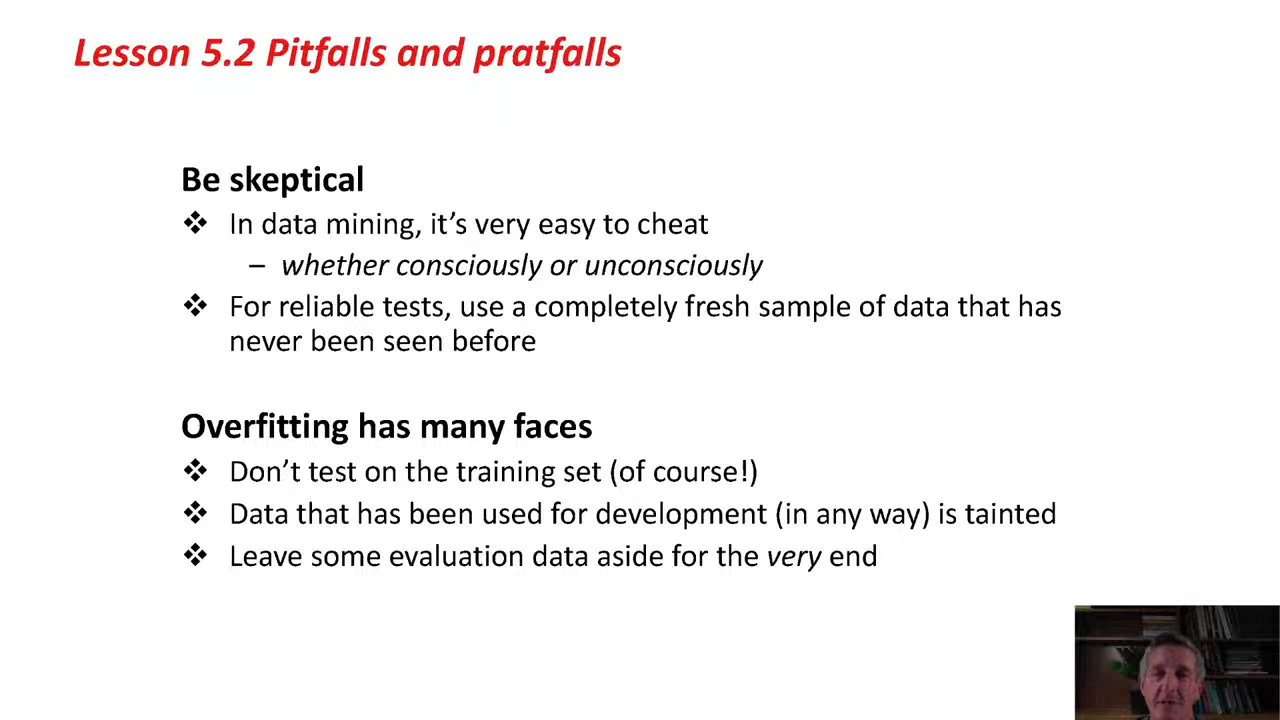 Lesson 5.2 Pitfalls and pratfalls
Be skeptical
❖ In data mining, it’s very easy to cheat
– whether consciously or unconsciously
❖ For reliable tests, use a completely fresh sample of data that has
never been seen before
Overfitting has many faces
❖ Don’t test on the training set (of course!)
❖ Data that has been used for development (in any way) is tainted
❖ Leave some evaluation data aside for the very end